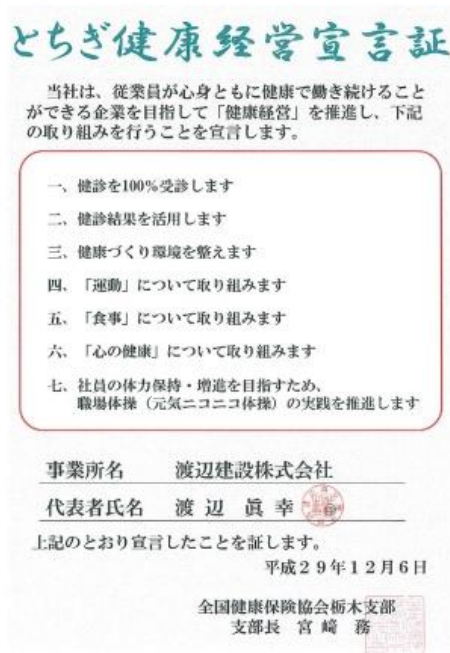 とちぎ健康経営宣言証
当社は、従業員が心身ともに健康で働き続けること
ができる企業を目指して「健康経営」を推進し、下記
の取り組みを行うことを宣言します。
一、健診を100%受診します
二、健診結果を活用します
三、健康づくり環境を整えます
四、「運動」について取り組みます
五、「食事」について取り組みます
六、「心の健康」について取り組みます
七、社員の体力保持・増進を目指すため、
職場体操（元気ニコニコ体操）の実践を推進します
事業所名 渡辺建設株式会社
代表者氏名 渡辺眞幸
上記のとおり宣言したことを証します。
平成29年12月6日
全国健康保険協会栃木支部
支部長 宮﨑 務